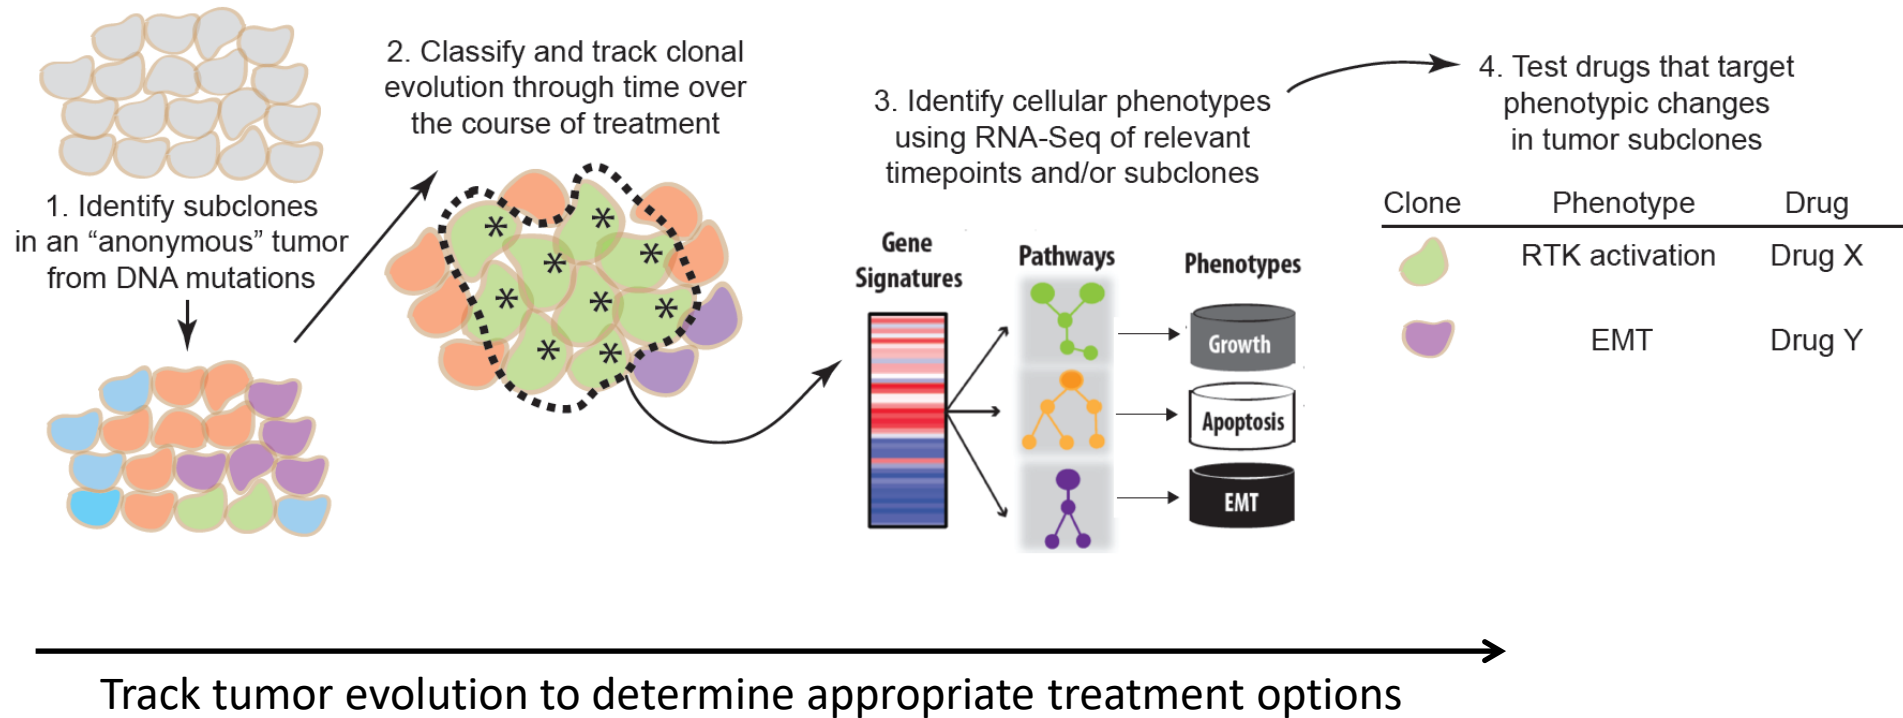 1. Identify subclones
in an “anonymous” tumor
from DNA mutations
2. Classify and track clonal
evolution through time over
the course of treatment
* * * * * * * * *
3. Identify cellular phenotypes
using RNA-Seq of relevant
timepoints and/or subclones
Gene
Signatures
Pathways
Phenotypes
Growth
Apoptosis
EMT
4. Test drugs that target
phenotypic changes
in tumor subclones
Clone Phenotype Drug
RTK activation Drug X
EMT Drug Y
Track tumor evolution to determine appropriate treatment options